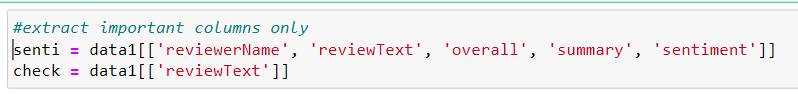 #extract important columns only
senti = data1[['reviewerName', 'reviewText', 'overall', 'summary', 'sentiment']]
check = data1[['reviewText']]